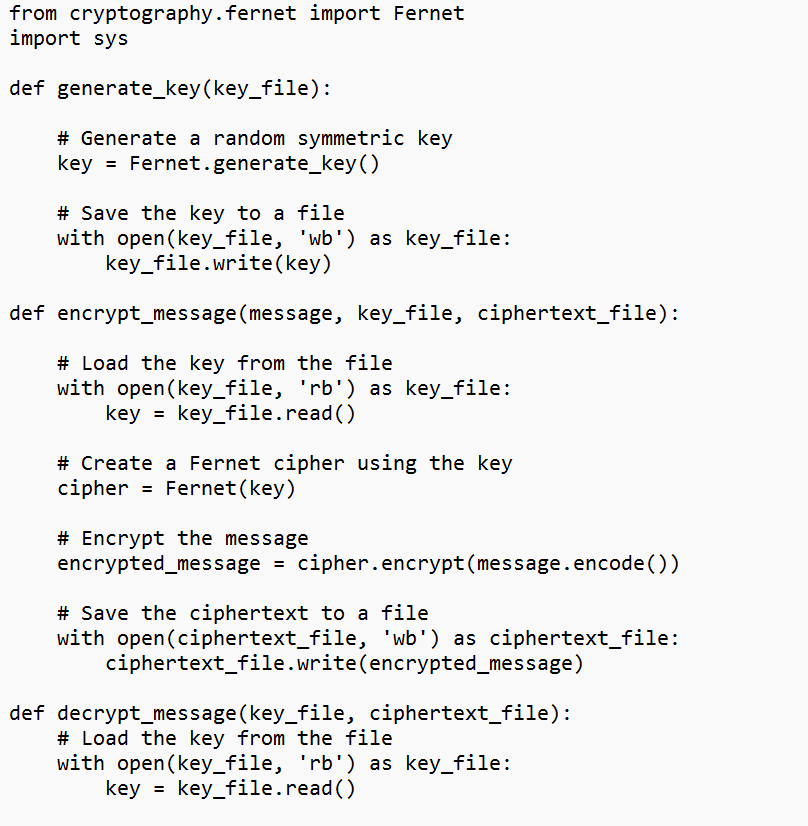 from cryptography.fernet import Fernet
import sys
def generate_key(key_file):
# Generate a random symmetric key
key = Fernet.generate_key()
# Save the key to a file
with open(key_file, 'wb') as key_file:
key_file.write(key)
def encrypt_message(message, key_file, ciphertext_file):
# Load the key from the file
with open(key_file, 'rb') as key_file:
key = key_file.read()
# Create a Fernet cipher using the key
cipher = Fernet(key)
# Encrypt the message
encrypted_message = cipher.encrypt(message.encode())
# Save the ciphertext to a file
with open(ciphertext_file, 'wb') as ciphertext_file:
ciphertext_file.write(encrypted_message)
def decrypt_message(key_file, ciphertext_file):
# Load the key from the file
with open(key_file, 'rb') as key_file:
key = key_file.read()